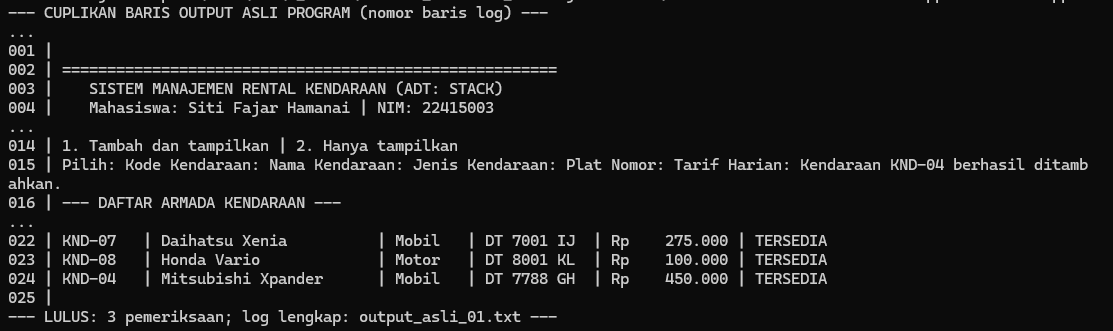 --- CUPLIKAN BARIS OUTPUT ASLI PROGRAM (nomor baris log) ---
...
001 |
002 | =======================================================
003 |    SISTEM MANAJEMEN RENTAL KENDARAAN (ADT: STACK)
004 |    Mahasiswa: Siti Fajar Hamanai | NIM: 22415003
...
014 | 1. Tambah dan tampilkan | 2. Hanya tampilkan
015 | Pilih: Kode Kendaraan: Nama Kendaraan: Jenis Kendaraan: Plat Nomor: Tarif Harian: Kendaraan KND-04 berhasil ditamb
ahkan.
016 | --- DAFTAR ARMADA KENDARAAN ---
...
022 | KND-07   | Daihatsu Xenia          | Mobil   | DT 7001 IJ  | Rp    275.000 | TERSEDIA
023 | KND-08   | Honda Vario             | Motor   | DT 8001 KL  | Rp    100.000 | TERSEDIA
024 | KND-04   | Mitsubishi Xpander      | Mobil   | DT 7788 GH  | Rp    450.000 | TERSEDIA
025 |
--- LULUS: 3 pemeriksaan; log lengkap: output_asli_01.txt ---